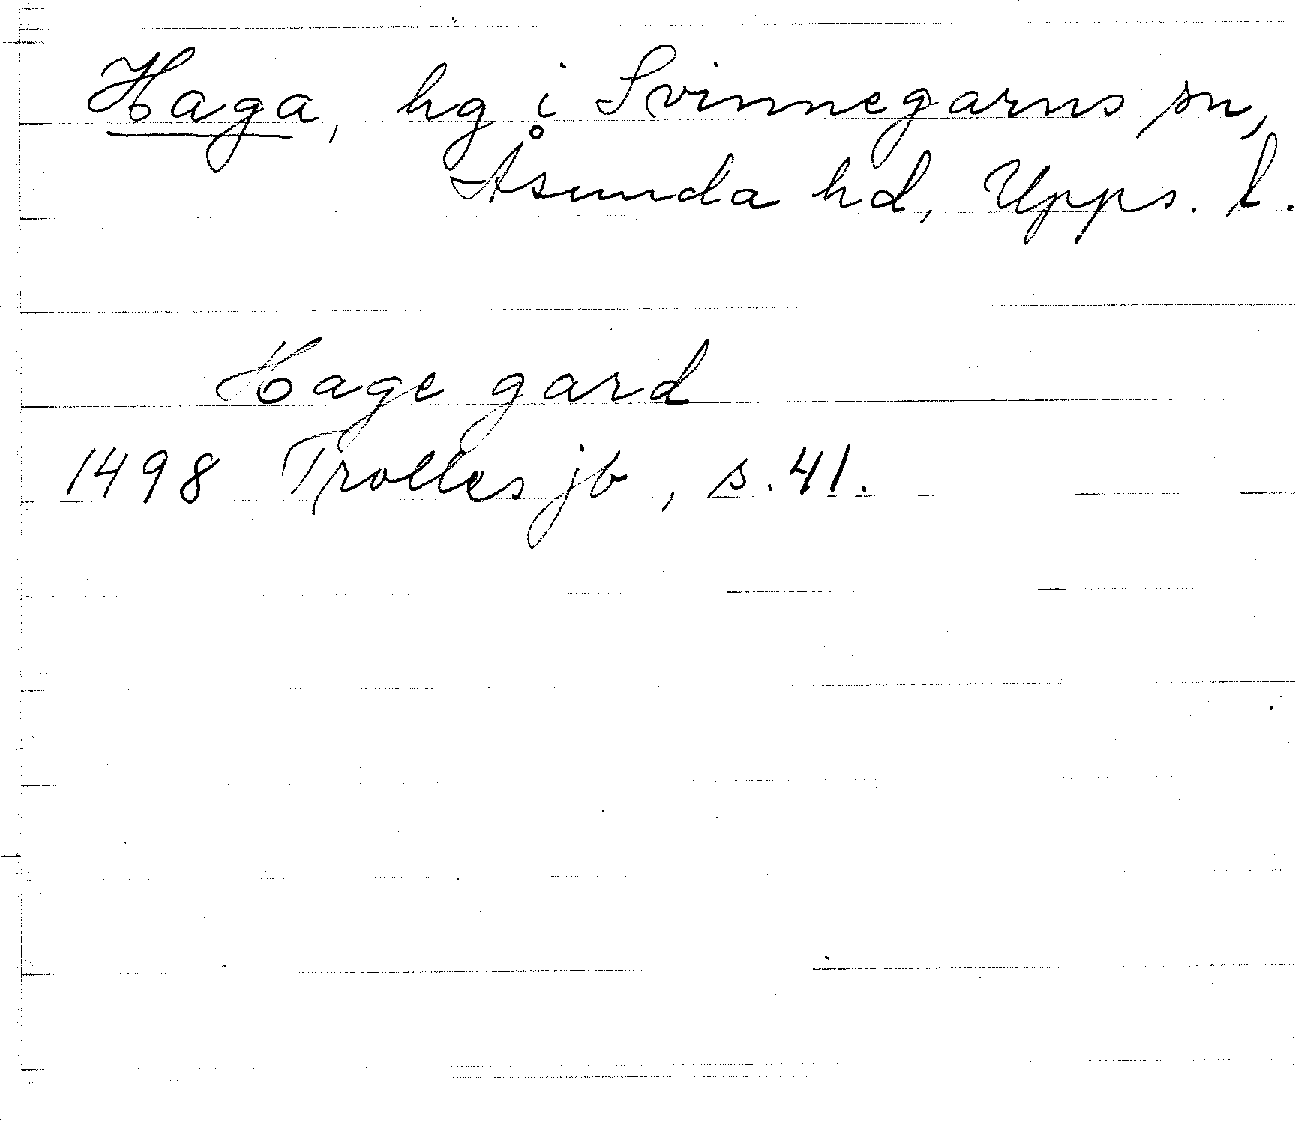 Haga, hg i Svinnegarns sn,
Åsunda hd, Upps. l.
Hage gard
1498 Trolles jb, s. 41.